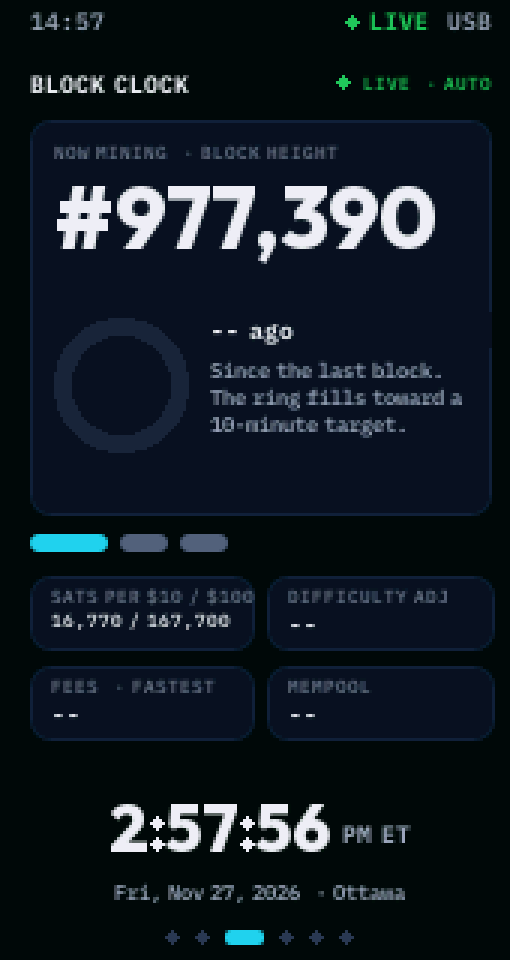 14:57 LIVE USB
BLOCK CLOCK LIVE · AUTO
NOW MINING · BLOCK HEIGHT
#977,390
-- ago
Since the last block.
The ring fills toward a
10-minute target.
SATS PER $10 / $100
16,770 / 167,700
DIFFICULTY ADJ
--
FEES · FASTEST
--
MEMPOOL
--
2:57:56 PM ET
Fri, Nov 27, 2026 · Ottawa